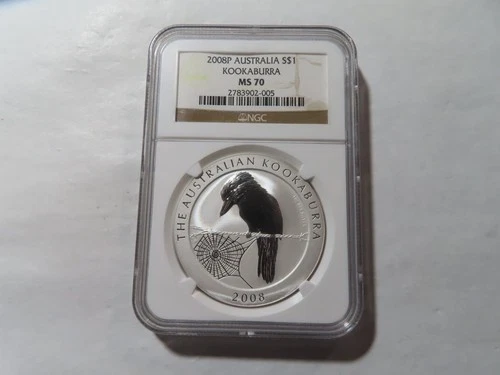 2008P AUSTRALIA S$1
KOOKABURRA
MS 70
2783902-005
NGC
THE AUSTRALIAN KOOKABURRA
2008